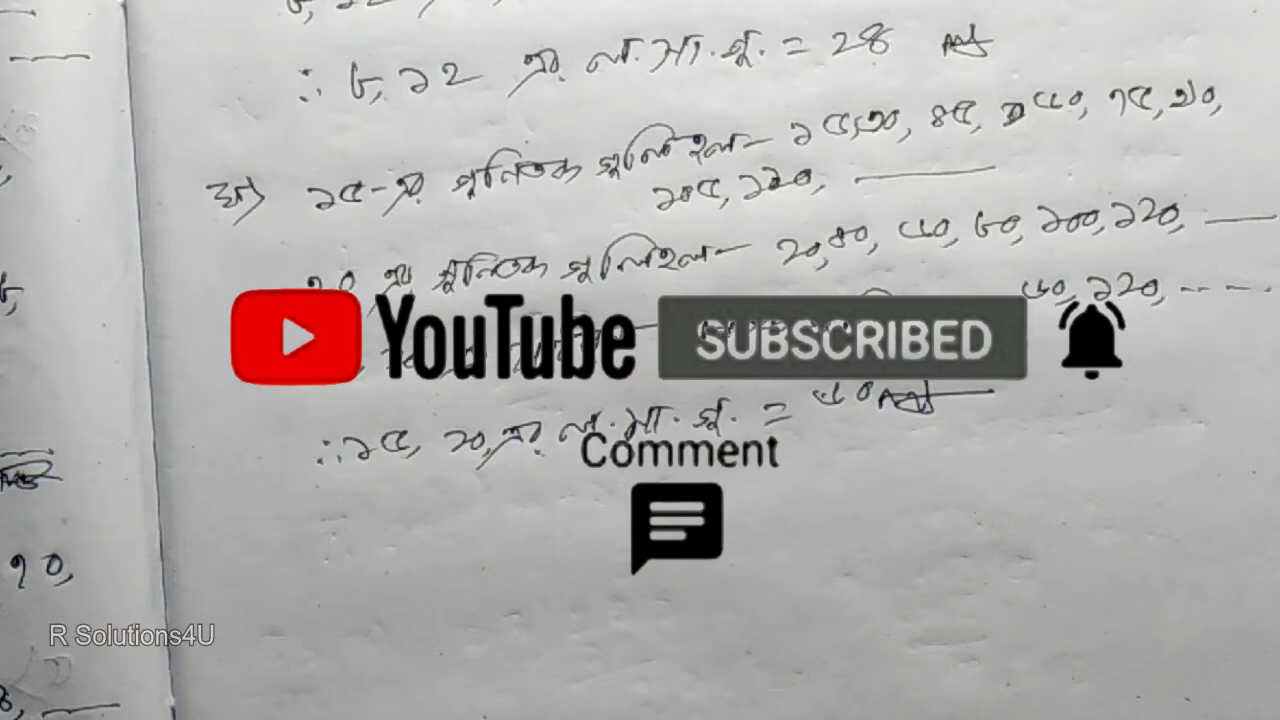 ∴ ৮, ১২ এর ল.সা.গু. = ২৪ Ans
১৫-এর গুনিতক গুলি হল— ১৫, ৩০, ৪৫, ৬০, ৭৫, ৯০,
১০৫, ১২০,
২০ এর গুনিতক গুলি হল— ২০, ৪০, ৬০, ৮০, ১০০, ১২০,
৬০, ১২০, ----
YouTube SUBSCRIBED
∴ ১৫, ২০, এর ল.সা.গু. = ৬০ Ans
Comment
৭০,
R Solutions4U